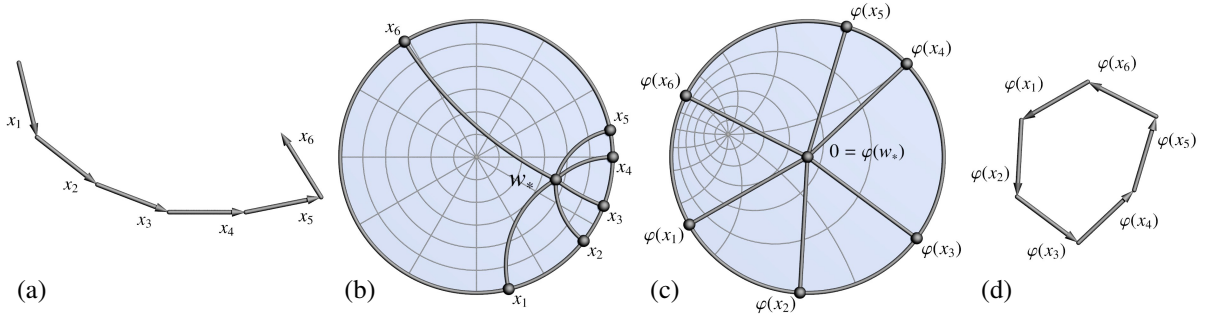 x₁
x₂
x₃
x₄
x₅
x₆
(a)
x₆
x₅
x₄
w*
x₃
x₂
x₁
(b)
φ(x₅)
φ(x₄)
φ(x₆)
0 = φ(w*)
φ(x₁)
φ(x₃)
φ(x₂)
(c)
φ(x₆)
φ(x₁)
φ(x₅)
φ(x₂)
φ(x₄)
φ(x₃)
(d)